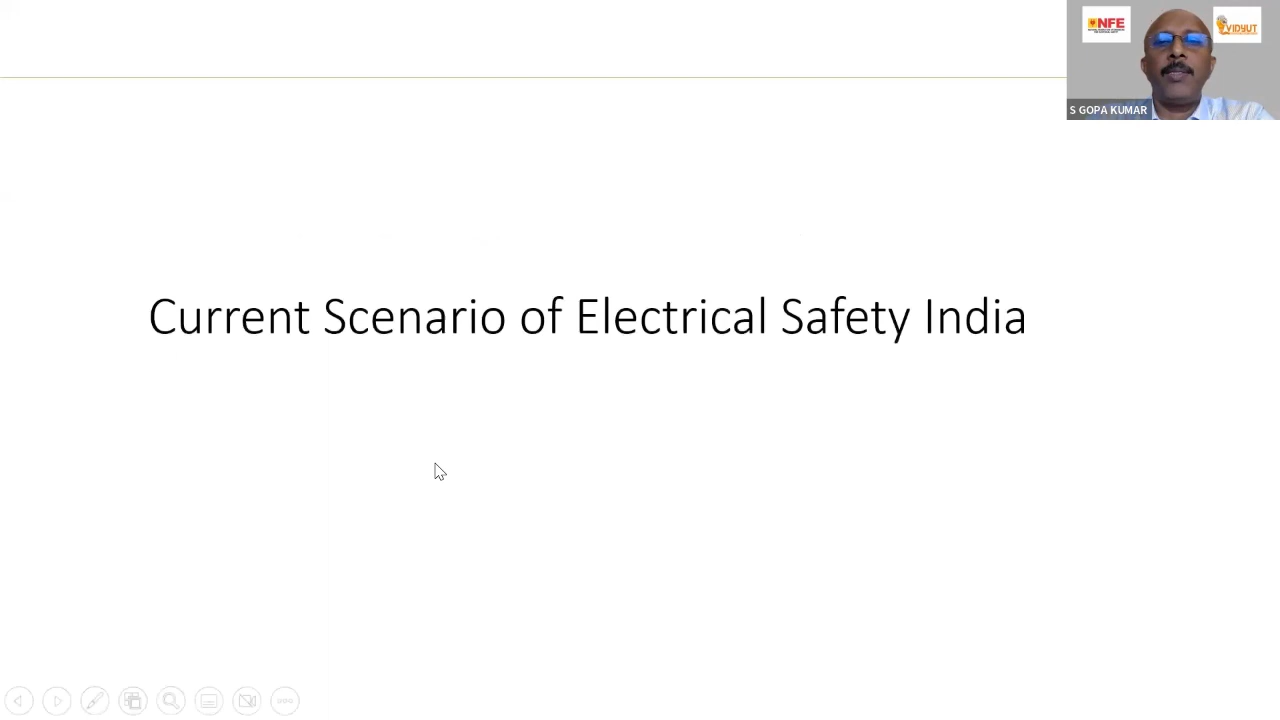 NFE
VIDYUT
S GOPA KUMAR
Current Scenario of Electrical Safety India